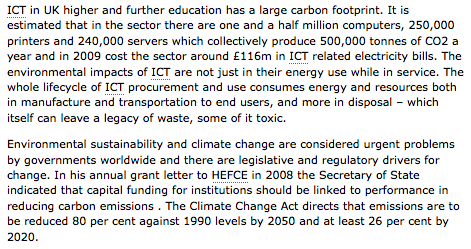 ICT in UK higher and further education has a large carbon footprint. It is
estimated that in the sector there are one and a half million computers, 250,000
printers and 240,000 servers which collectively produce 500,000 tonnes of CO2 a
year and in 2009 cost the sector around £116m in ICT related electricity bills. The
environmental impacts of ICT are not just in their energy use while in service. The
whole lifecycle of ICT procurement and use consumes energy and resources both
in manufacture and transportation to end users, and more in disposal – which
itself can leave a legacy of waste, some of it toxic.
Environmental sustainability and climate change are considered urgent problems
by governments worldwide and there are legislative and regulatory drivers for
change. In his annual grant letter to HEFCE in 2008 the Secretary of State
indicated that capital funding for institutions should be linked to performance in
reducing carbon emissions . The Climate Change Act directs that emissions are to
be reduced 80 per cent against 1990 levels by 2050 and at least 26 per cent by
2020.